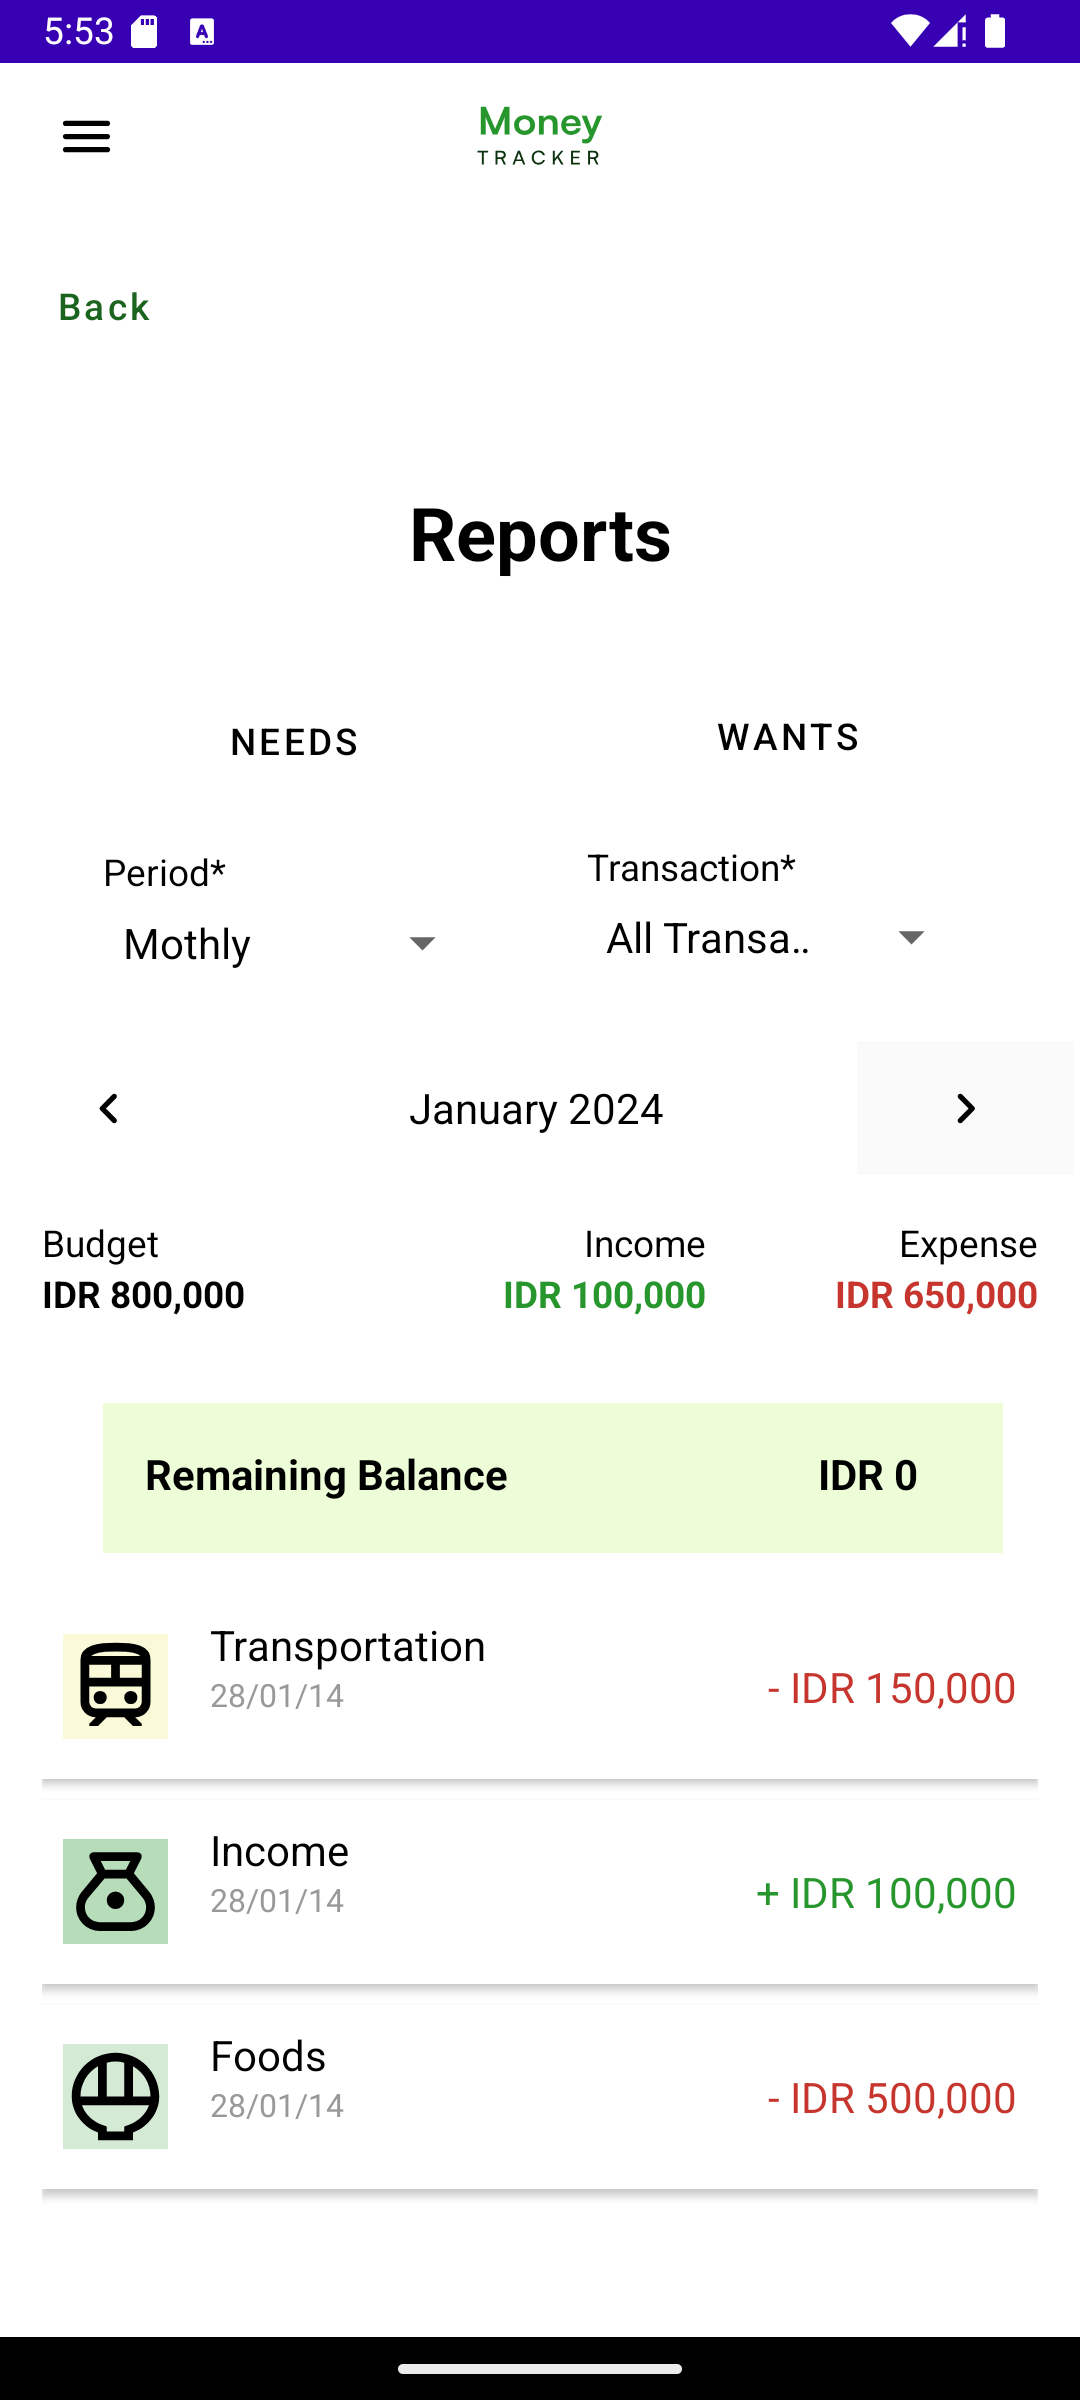 5:53
Money
TRACKER
Back
Reports
NEEDS
WANTS
Period*
Transaction*
Mothly
All Transa..
January 2024
Budget
Income
Expense
IDR 800,000
IDR 100,000
IDR 650,000
Remaining Balance
IDR 0
Transportation
28/01/14
- IDR 150,000
Income
28/01/14
+ IDR 100,000
Foods
28/01/14
- IDR 500,000